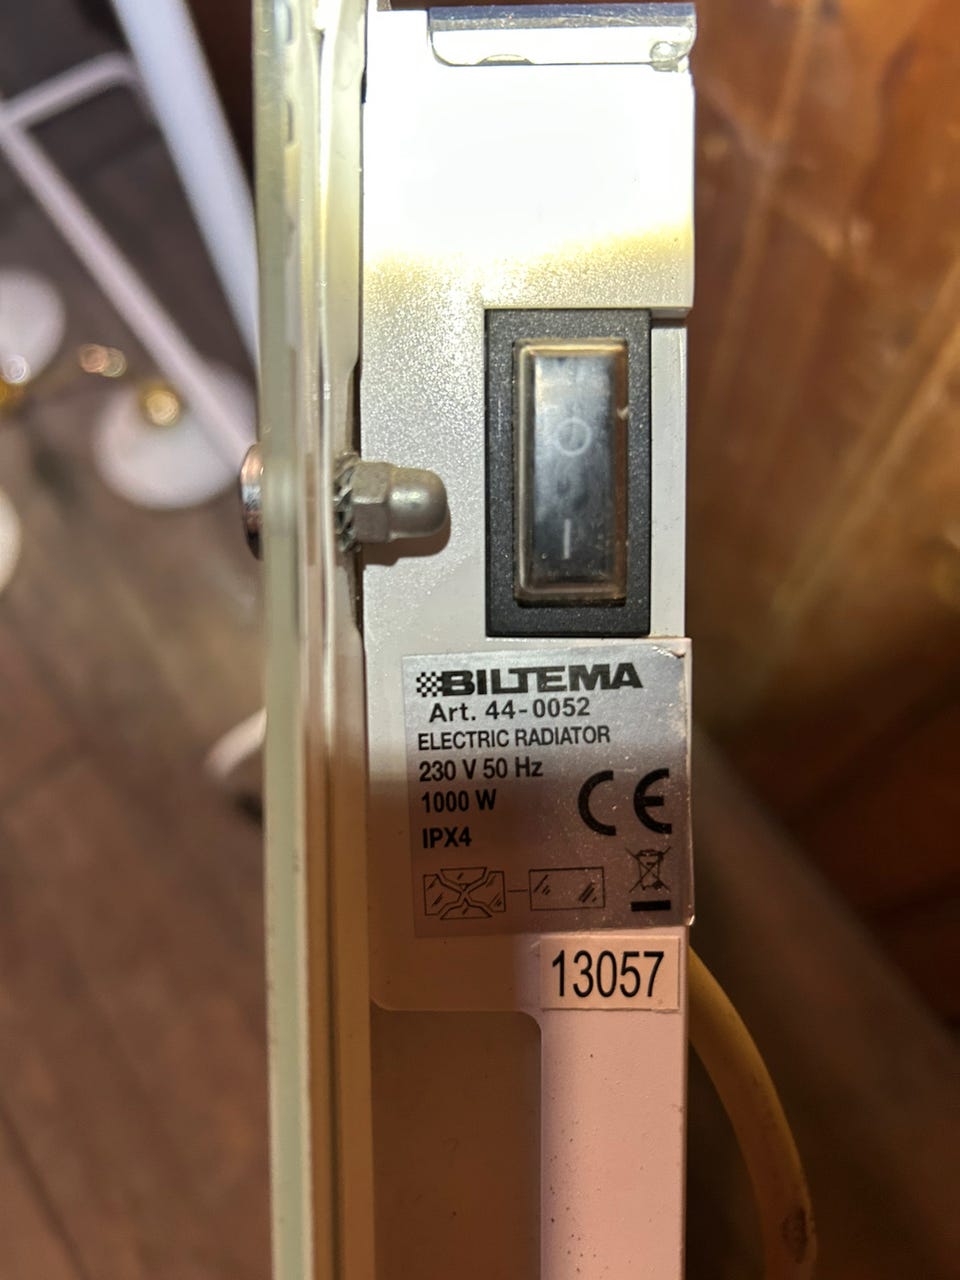 O
I
BILTEMA
Art. 44-0052
ELECTRIC RADIATOR
230 V 50 Hz
1000 W
IPX4
CE
13057